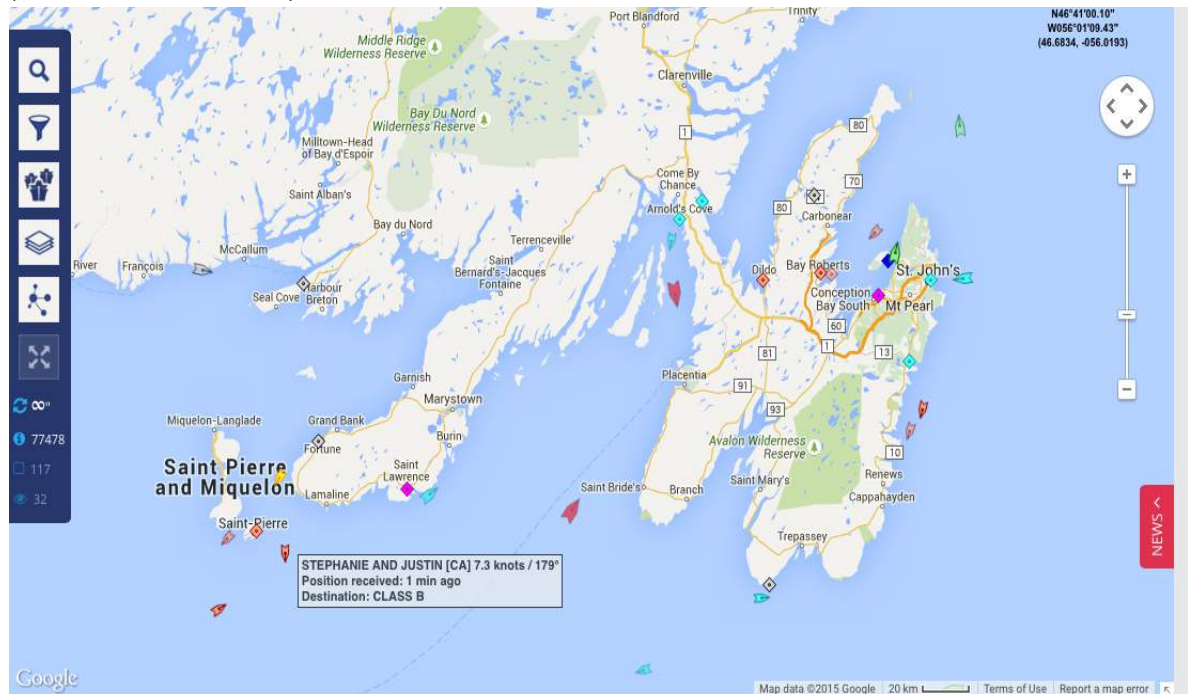 Port Blandford
Trinity
N46°41'00.10"
W056°01'09.43"
(46.6834, -056.0193)
Middle Ridge
Wilderness Reserve
Clarenville
Bay Du Nord
Wilderness Reserve
1
80
Milltown-Head
of Bay d'Espoir
Come By
Chance
70
Saint Alban's
Arnold's Cove
80
Carbonear
Bay du Nord
McCallum
Terrenceville
River
François
Saint
Bernard's-Jacques
Fontaine
Dildo
Bay Roberts
St. John's
Seal Cove
Harbour
Breton
Conception
Bay South
Mt Pearl
60
1
81
13
Garnish
Placentia
91
∞"
Marystown
93
Miquelon-Langlade
Grand Bank
77478
Fortune
Burin
Avalon Wilderness
Reserve
10
Saint Pierre
and Miquelon
117
Saint
Lawrence
Renews
32
Lamaline
Saint Bride's
Branch
Saint Mary's
Cappahayden
NEWS
Saint-Pierre
Trepassey
STEPHANIE AND JUSTIN [CA] 7.3 knots / 179°
Position received: 1 min ago
Destination: CLASS B
Google
Map data ©2015 Google
20 km
Terms of Use
Report a map error